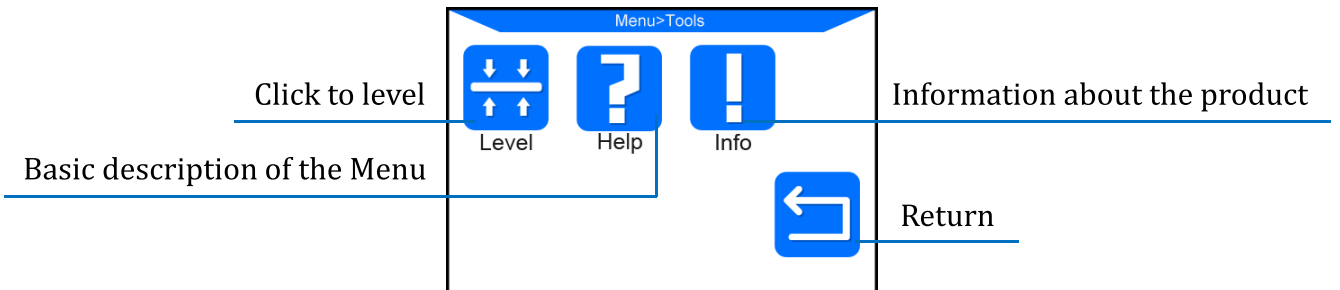 Menu>Tools
Click to level
Information about the product
Level
Help
Info
Basic description of the Menu
Return